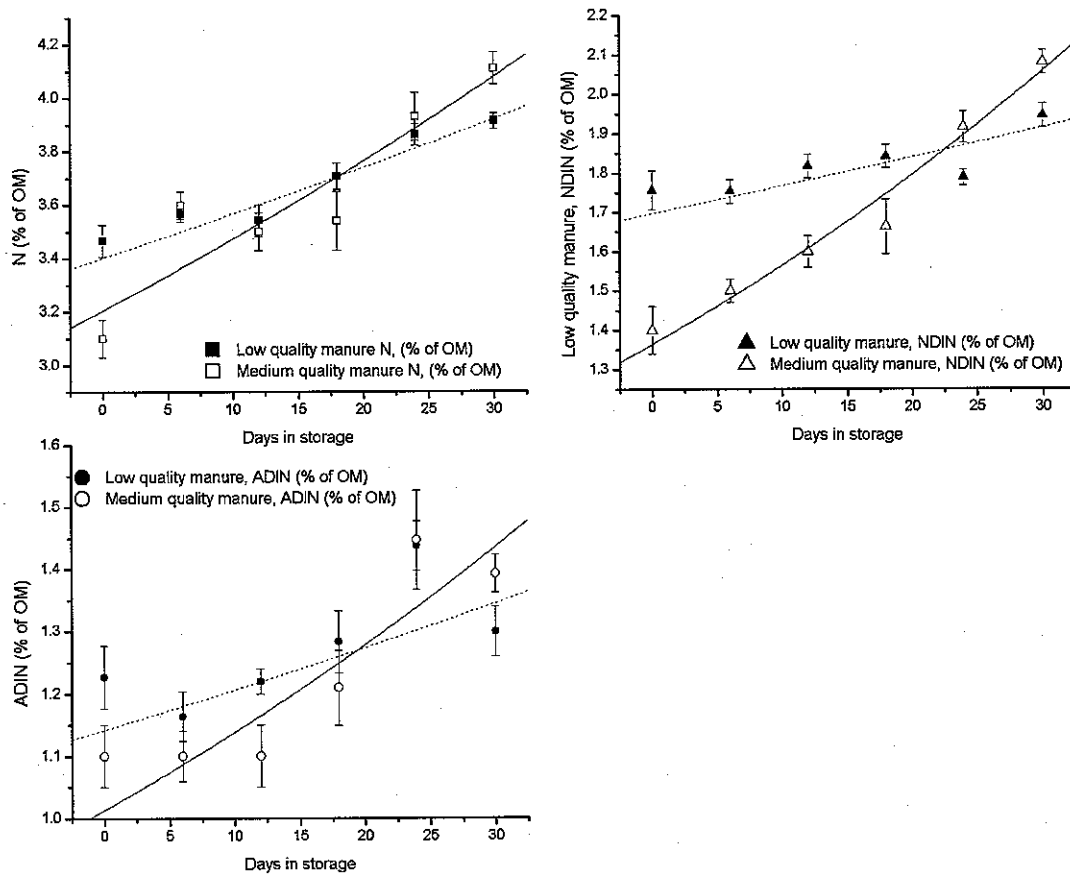 N (% of OM)
4.2
4.0
3.8
3.6
3.4
3.2
3.0
Low quality manure N, (% of OM)
Medium quality manure N, (% of OM)
0 5 10 15 20 25 30
Days in storage
Low quality manure, NDIN (% of OM)
2.2
2.1
2.0
1.9
1.8
1.7
1.6
1.5
1.4
1.3
Low quality manure, NDIN (% of OM)
Medium quality manure, NDIN (% of OM)
0 5 10 15 20 25 30
Days in storage
ADIN (% of OM)
1.6
1.5
1.4
1.3
1.2
1.1
1.0
Low quality manure, ADIN (% of OM)
Medium quality manure, ADIN (% of OM)
0 5 10 15 20 25 30
Days in storage